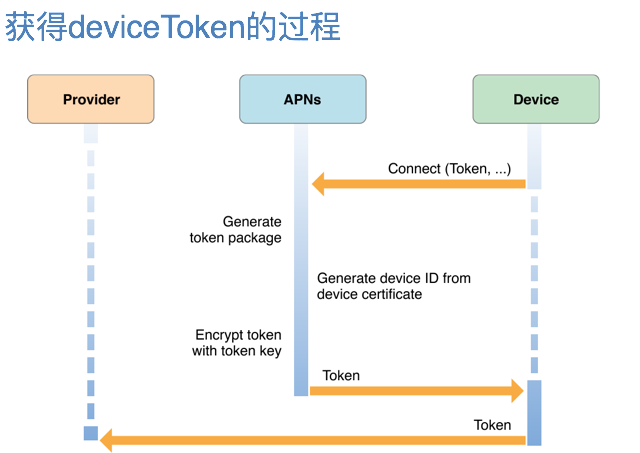 获得deviceToken的过程
Provider
APNs
Device
Connect (Token, ...)
Generate
token package
Generate device ID from
device certificate
Encrypt token
with token key
Token
Token